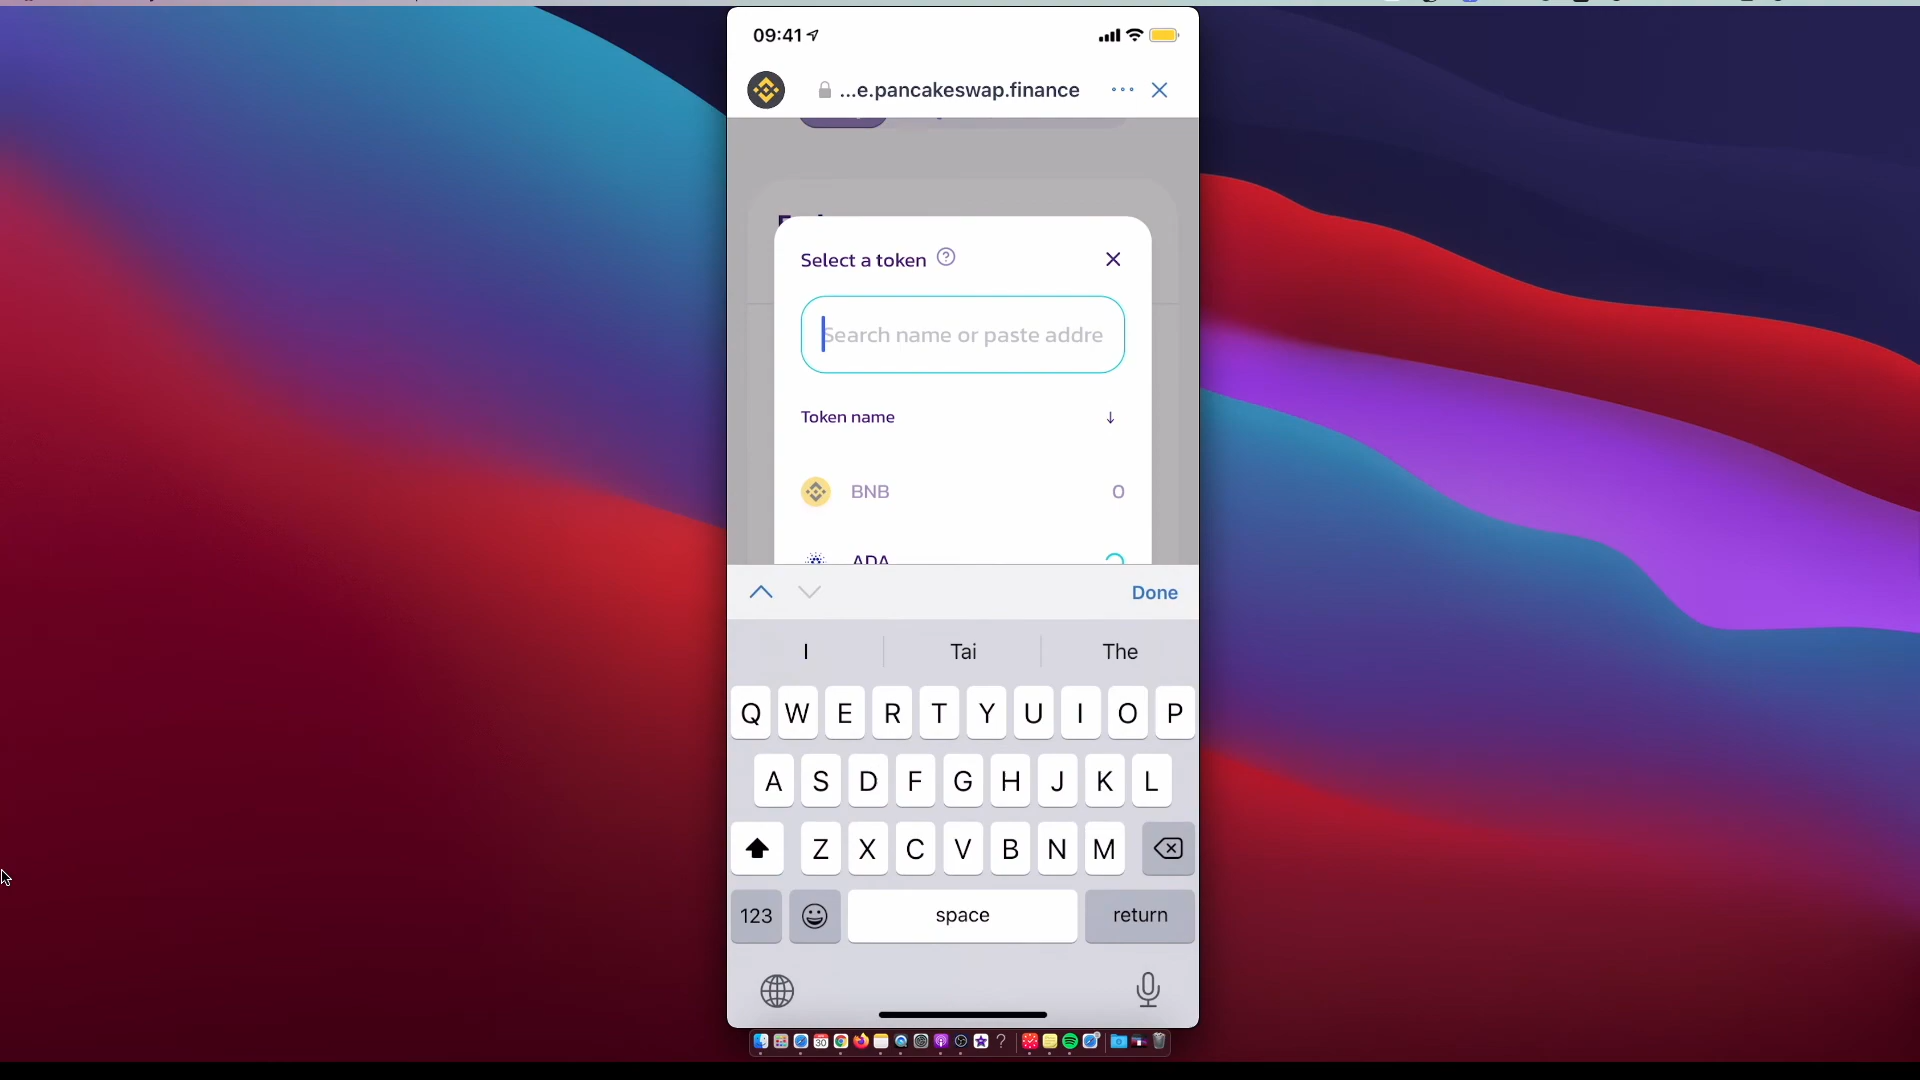 09:41
...e.pancakeswap.finance
Select a token
Search name or paste addre
Token name
BNB 0
ADA
Done
I Tai The
Q W E R T Y U I O P
A S D F G H J K L
Z X C V B N M
123 space return
30